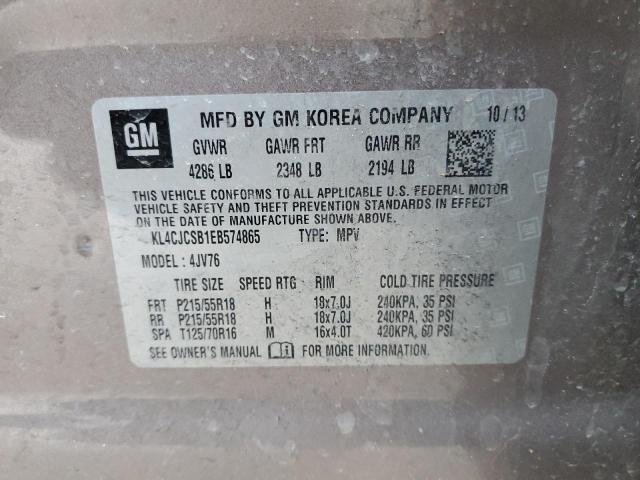 GM
MFD BY GM KOREA COMPANY 10/13
GVWR GAWR FRT GAWR RR
4286 LB 2348 LB 2194 LB
THIS VEHICLE CONFORMS TO ALL APPLICABLE U.S. FEDERAL MOTOR
VEHICLE SAFETY AND THEFT PREVENTION STANDARDS IN EFFECT
ON THE DATE OF MANUFACTURE SHOWN ABOVE.
KL4CJCSB1EB574865 TYPE: MPV
MODEL: 4JV76
TIRE SIZE SPEED RTG RIM COLD TIRE PRESSURE
FRT P215/55R18 H 18x7.0J 240KPA, 35 PSI
RR P215/55R18 H 18x7.0J 240KPA, 35 PSI
SPA T125/70R16 M 16x4.0T 420KPA, 60 PSI
SEE OWNER'S MANUAL FOR MORE INFORMATION.